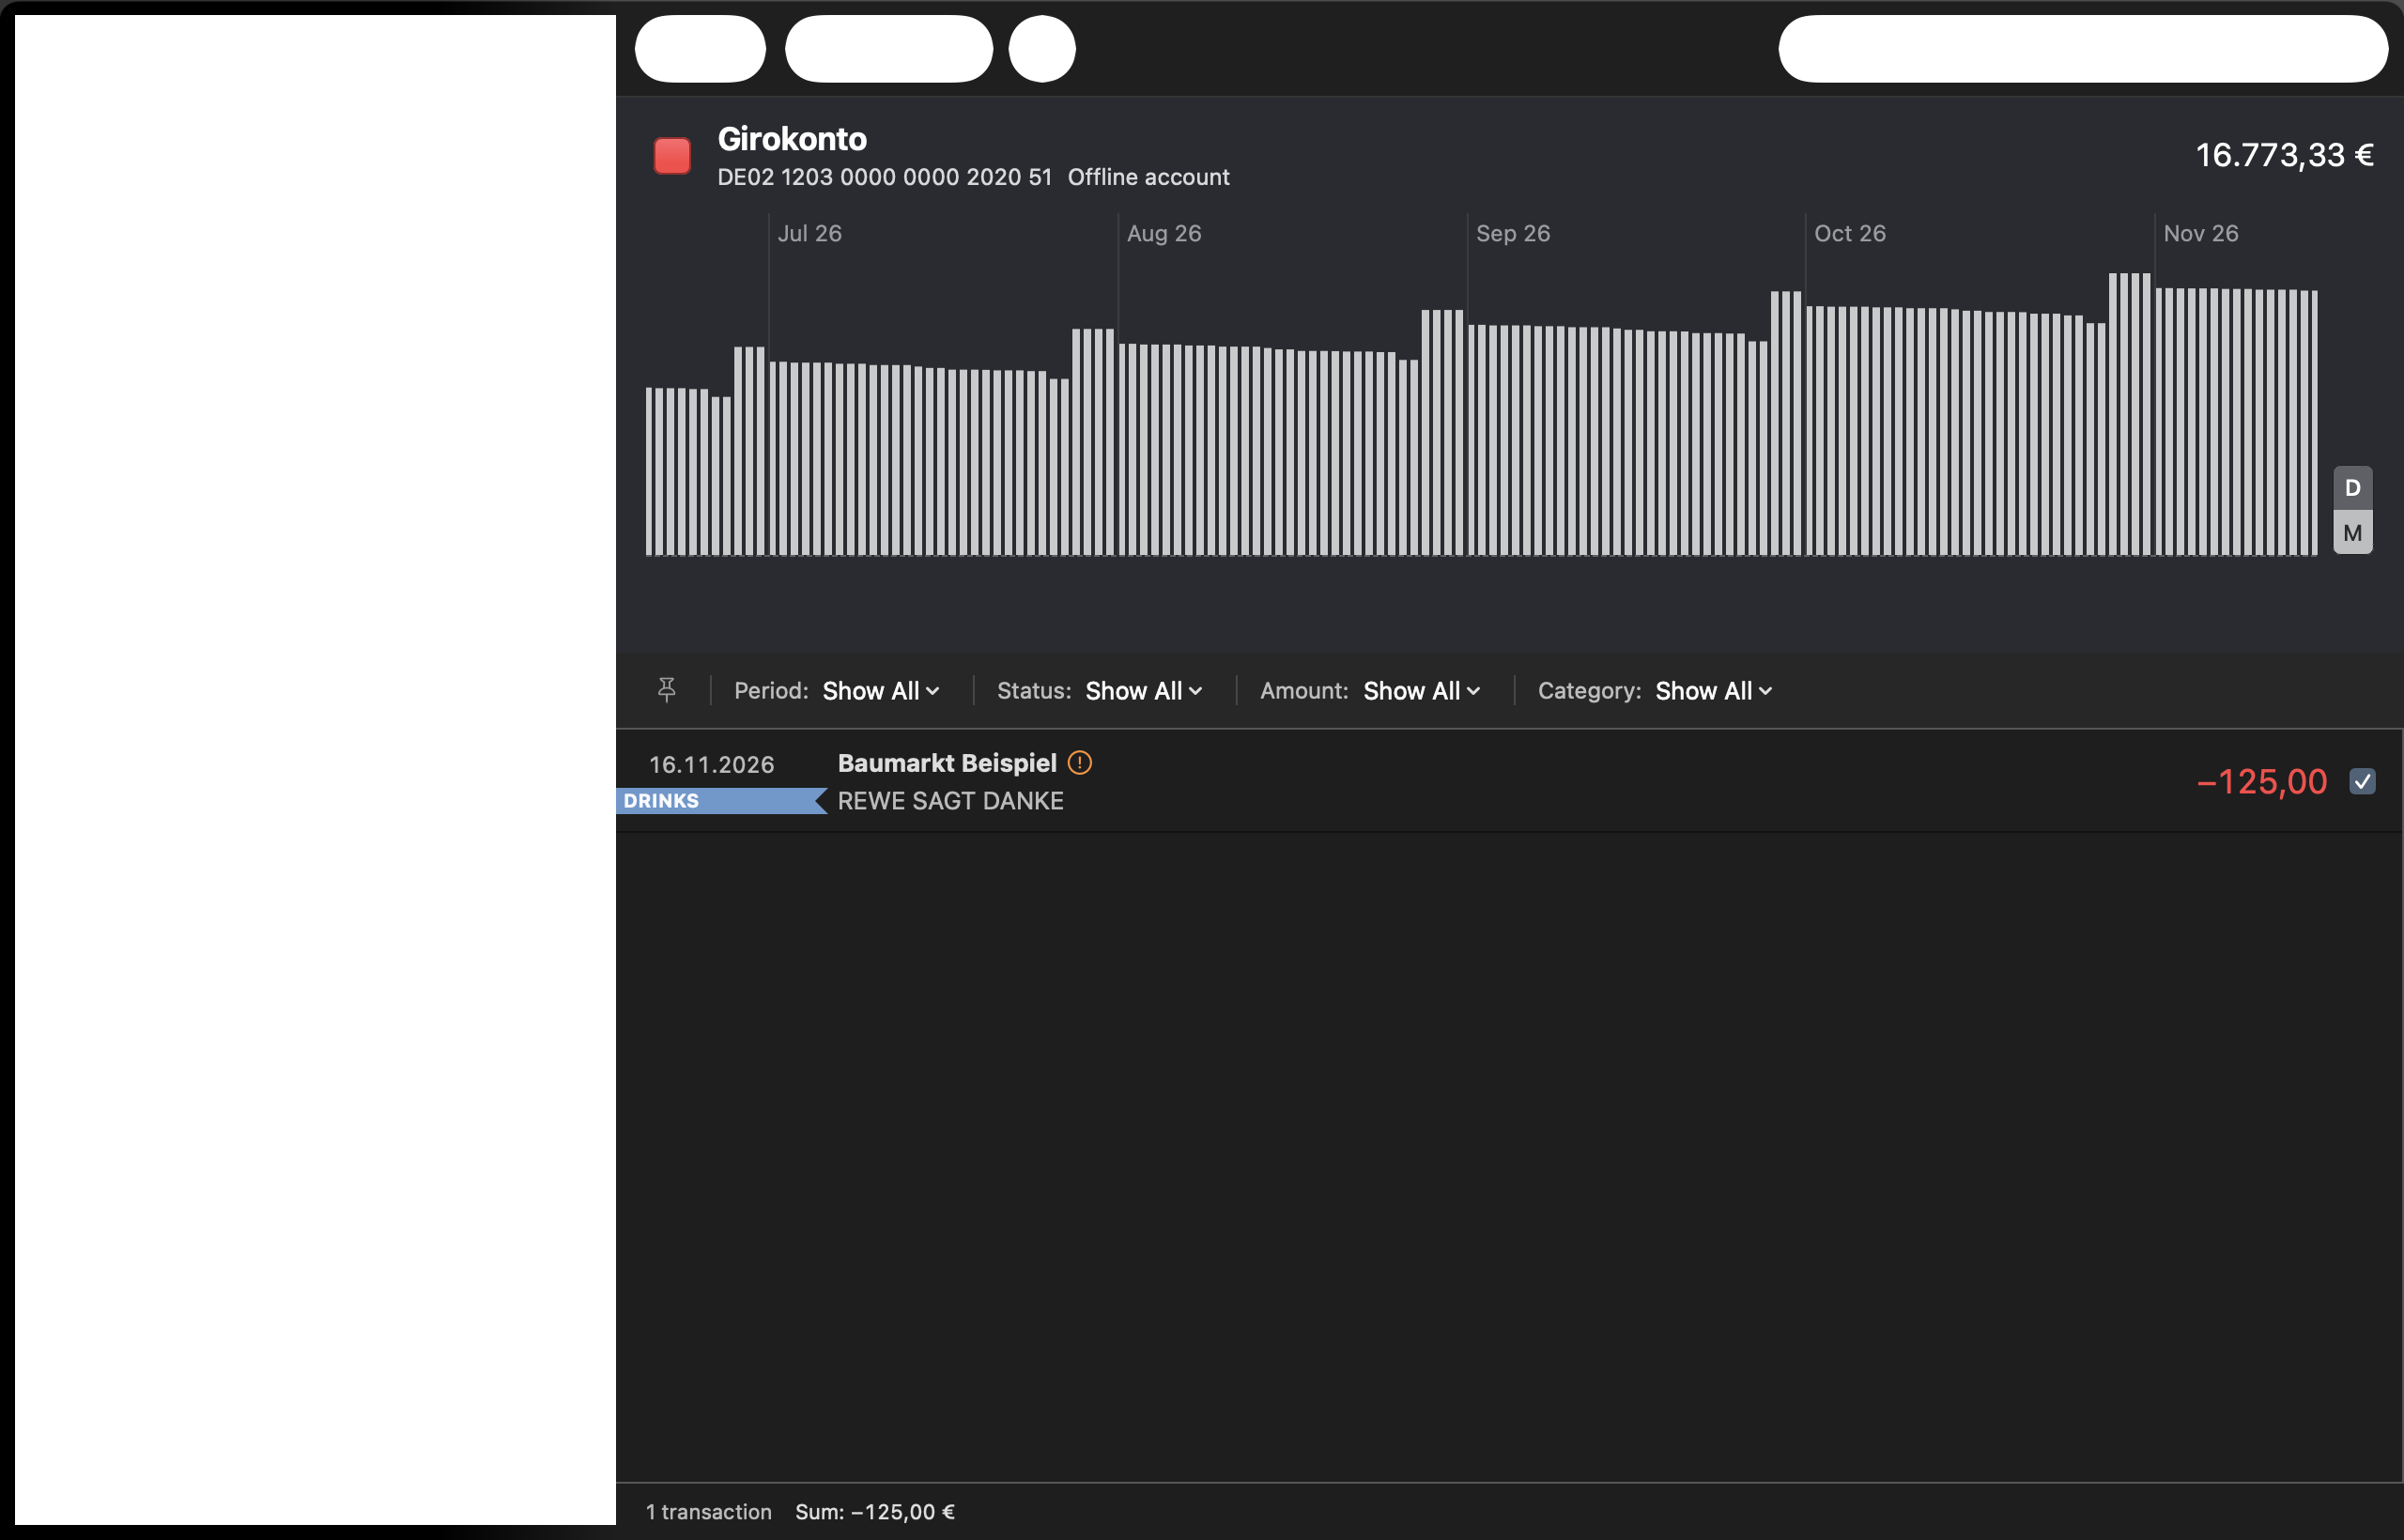 Girokonto
16.773,33 €
DE02 1203 0000 0000 2020 51 Offline account
Jul 26 Aug 26 Sep 26 Oct 26 Nov 26
D
M
Period: Show All Status: Show All Amount: Show All Category: Show All
16.11.2026 Baumarkt Beispiel
−125,00
DRINKS REWE SAGT DANKE
1 transaction Sum: −125,00 €